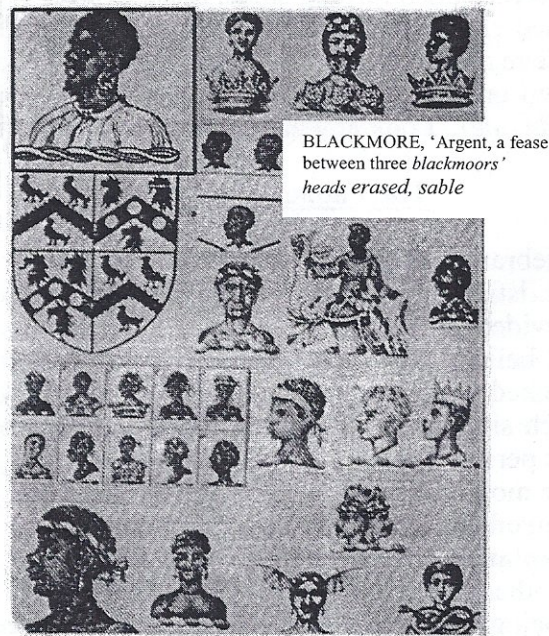 BLACKMORE, 'Argent, a fease
between three blackmoors'
heads erased, sable